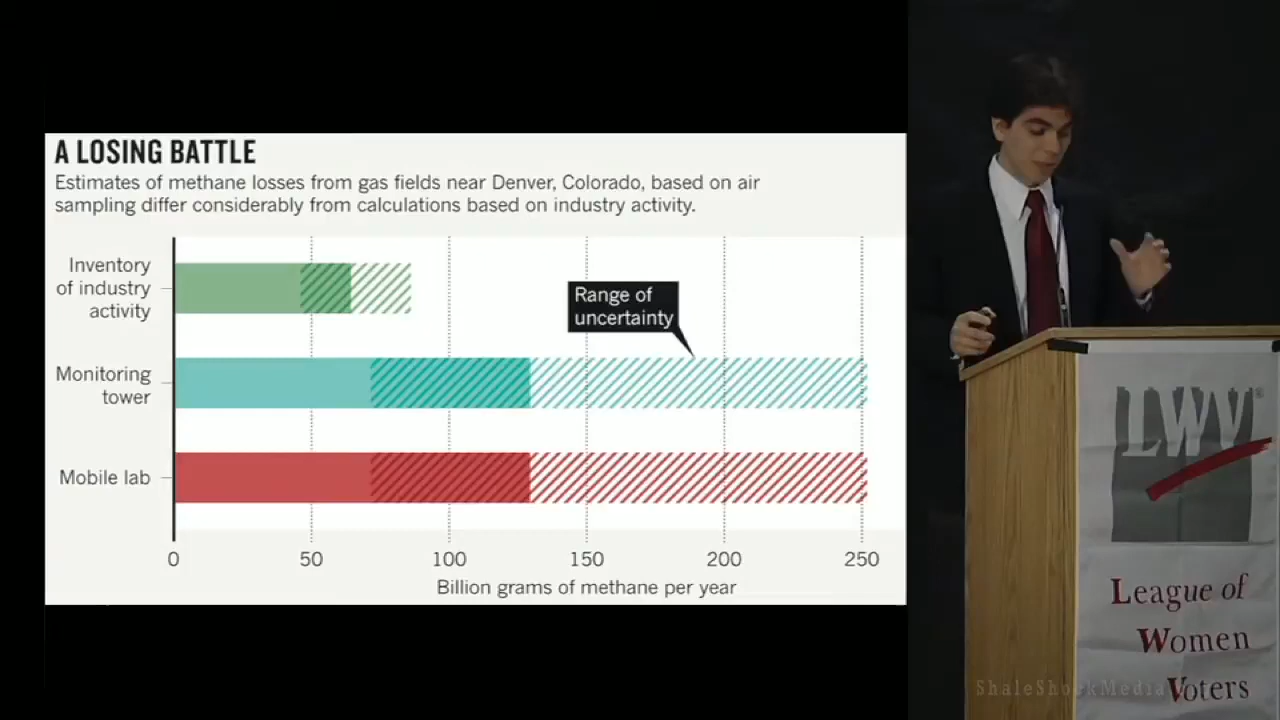 A LOSING BATTLE
Estimates of methane losses from gas fields near Denver, Colorado, based on air
sampling differ considerably from calculations based on industry activity.
Inventory
of industry
activity
Range of
uncertainty
Monitoring
tower
Mobile lab
0 50 100 150 200 250
Billion grams of methane per year
LWV®
League of
Women
Voters
ShaleShockMedia